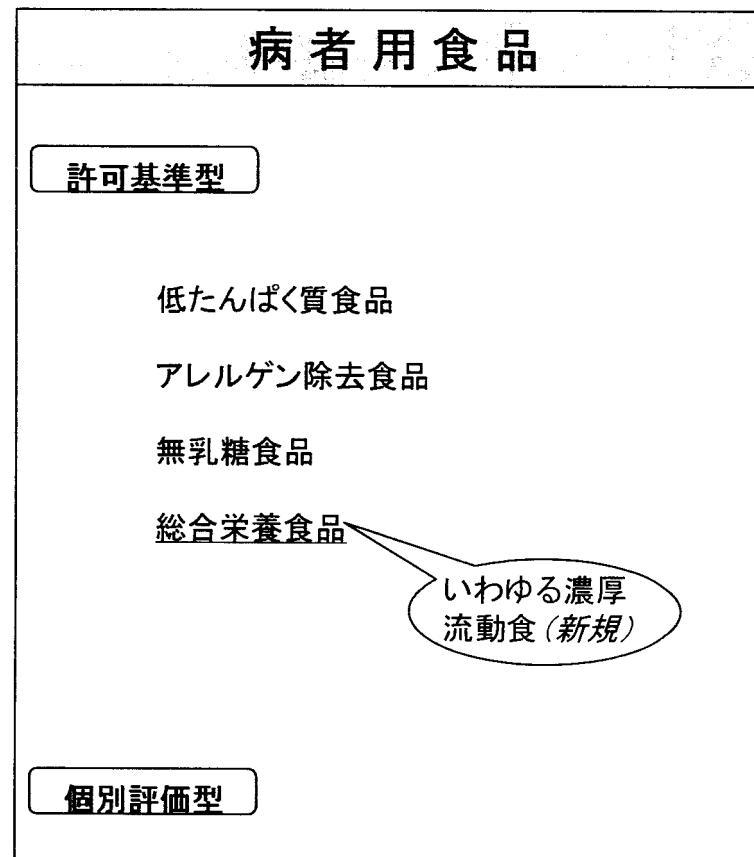 病者用食品
許可基準型
低たんぱく質食品
アレルゲン除去食品
無乳糖食品
総合栄養食品
いわゆる濃厚
流動食(新規)
個別評価型